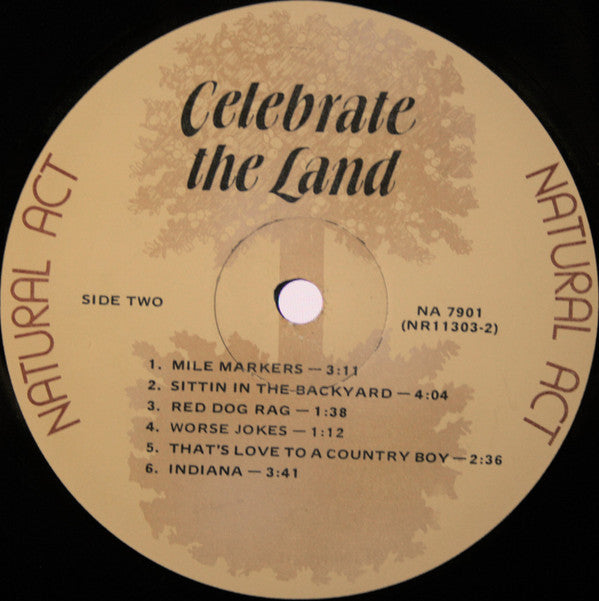 Celebrate
the Land
NATURAL ACT
NATURAL ACT
SIDE TWO
NA 7901
(NR11303-2)
1. MILE MARKERS — 3:11
2. SITTIN IN THE BACKYARD — 4:04
3. RED DOG RAG — 1:38
4. WORSE JOKES — 1:12
5. THAT'S LOVE TO A COUNTRY BOY — 2:36
6. INDIANA — 3:41